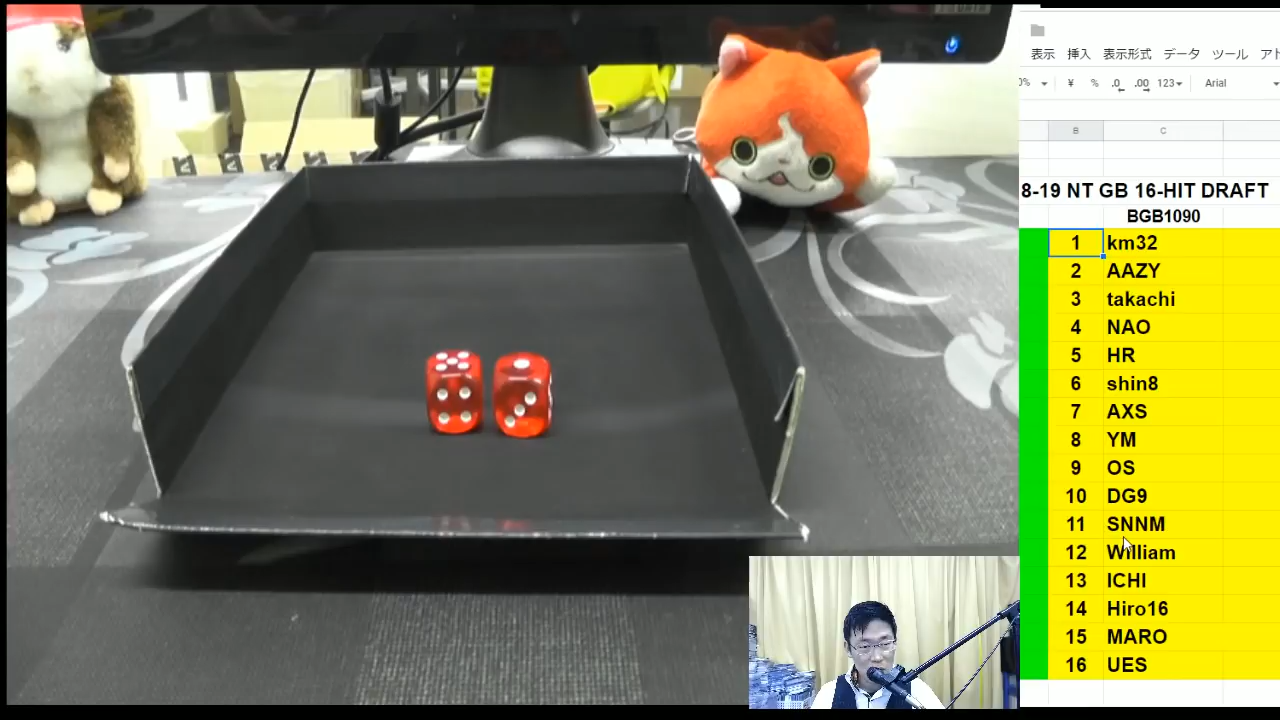 表示 挿入 表示形式 データ ツール アト
0% ¥ % .0 .00 123 Arial
B C
8-19 NT GB 16-HIT DRAFT
BGB1090
1 km32
2 AAZY
3 takachi
4 NAO
5 HR
6 shin8
7 AXS
8 YM
9 OS
10 DG9
11 SNNM
12 William
13 ICHI
14 Hiro16
15 MARO
16 UES